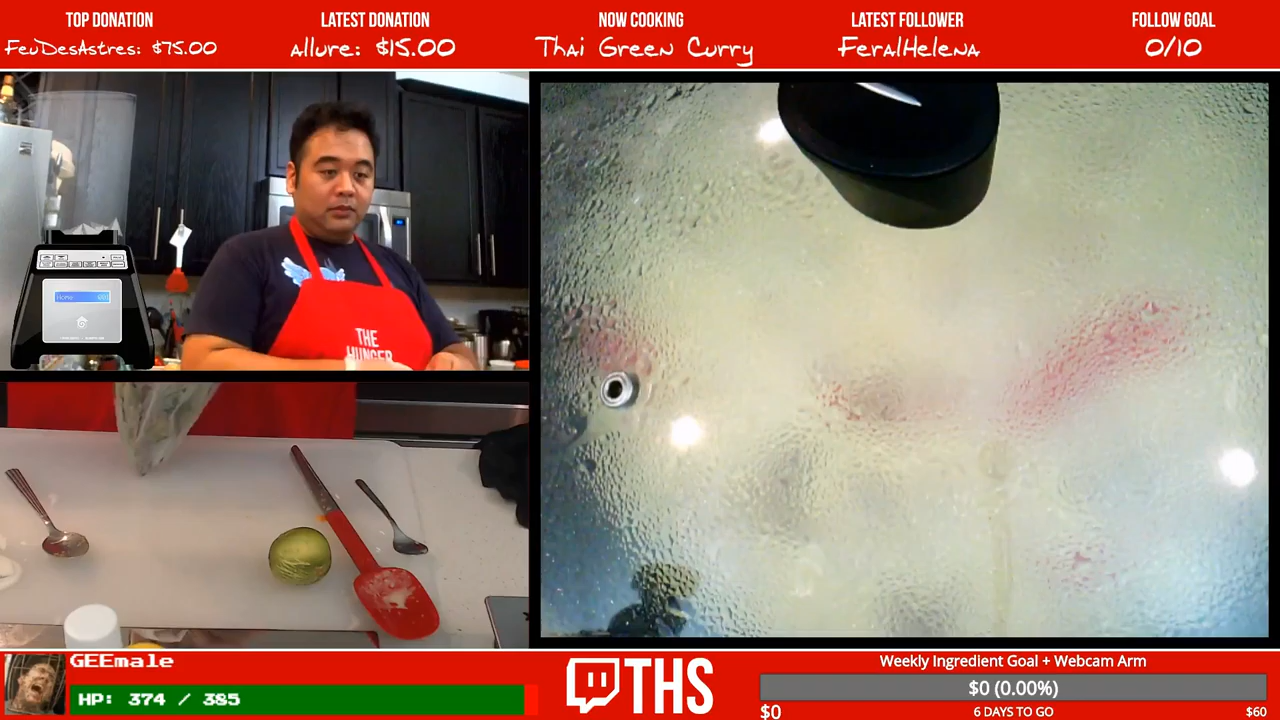 TOP DONATION
FeuDesAstres: $75.00
LATEST DONATION
allure: $15.00
NOW COOKING
Thai Green Curry
LATEST FOLLOWER
FeralHelena
FOLLOW GOAL
0/10
THE
HUNGER
GEEmale
HP: 374 / 385
THS
Weekly Ingredient Goal + Webcam Arm
$0 (0.00%)
$0
6 DAYS TO GO
$60